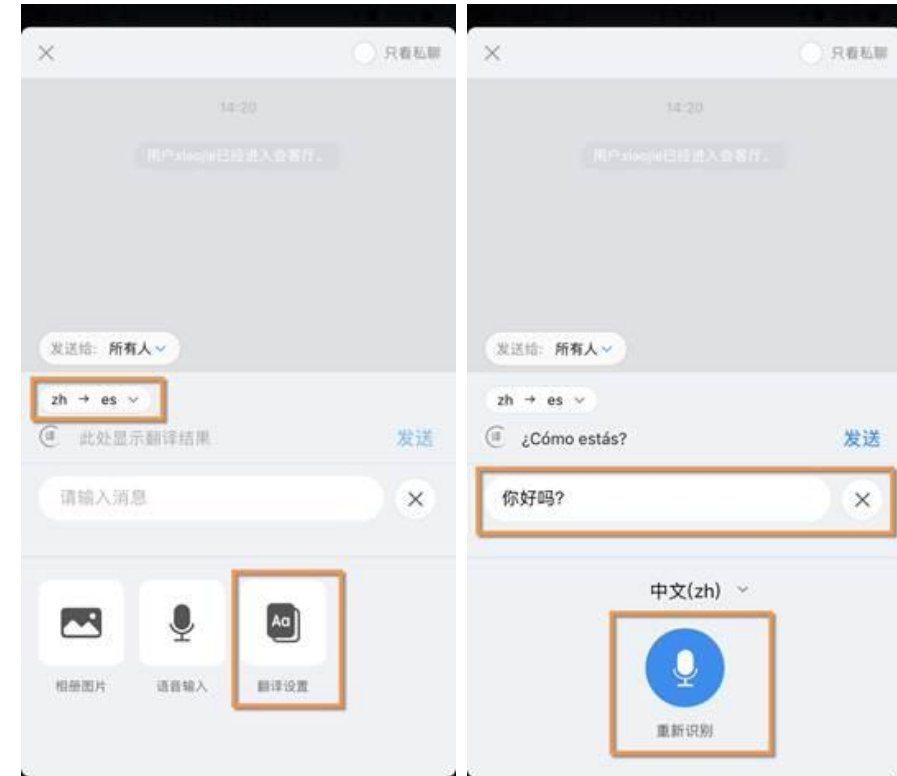 只看私聊
14:20
用户xiaojie已经进入会客厅。
发送给: 所有人
zh → es
译 此处显示翻译结果 发送
请输入消息
Aa
相册图片 语音输入 翻译设置
只看私聊
14:20
用户xiaojie已经进入会客厅。
发送给: 所有人
zh → es
译 ¿Cómo estás? 发送
你好吗?
中文(zh)
重新识别